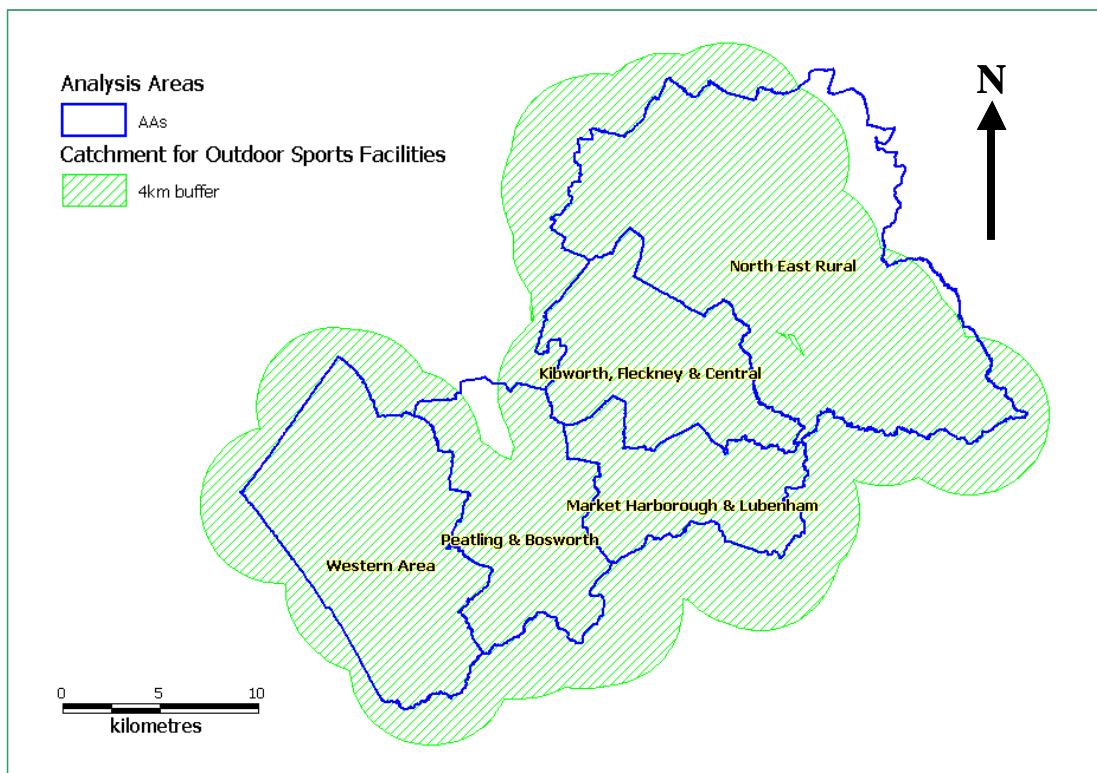 Analysis Areas
AAs
Catchment for Outdoor Sports Facilities
4km buffer
N
North East Rural
Kibworth, Fleckney & Central
Market Harborough & Lubenham
Peatling & Bosworth
Western Area
0 5 10
kilometres